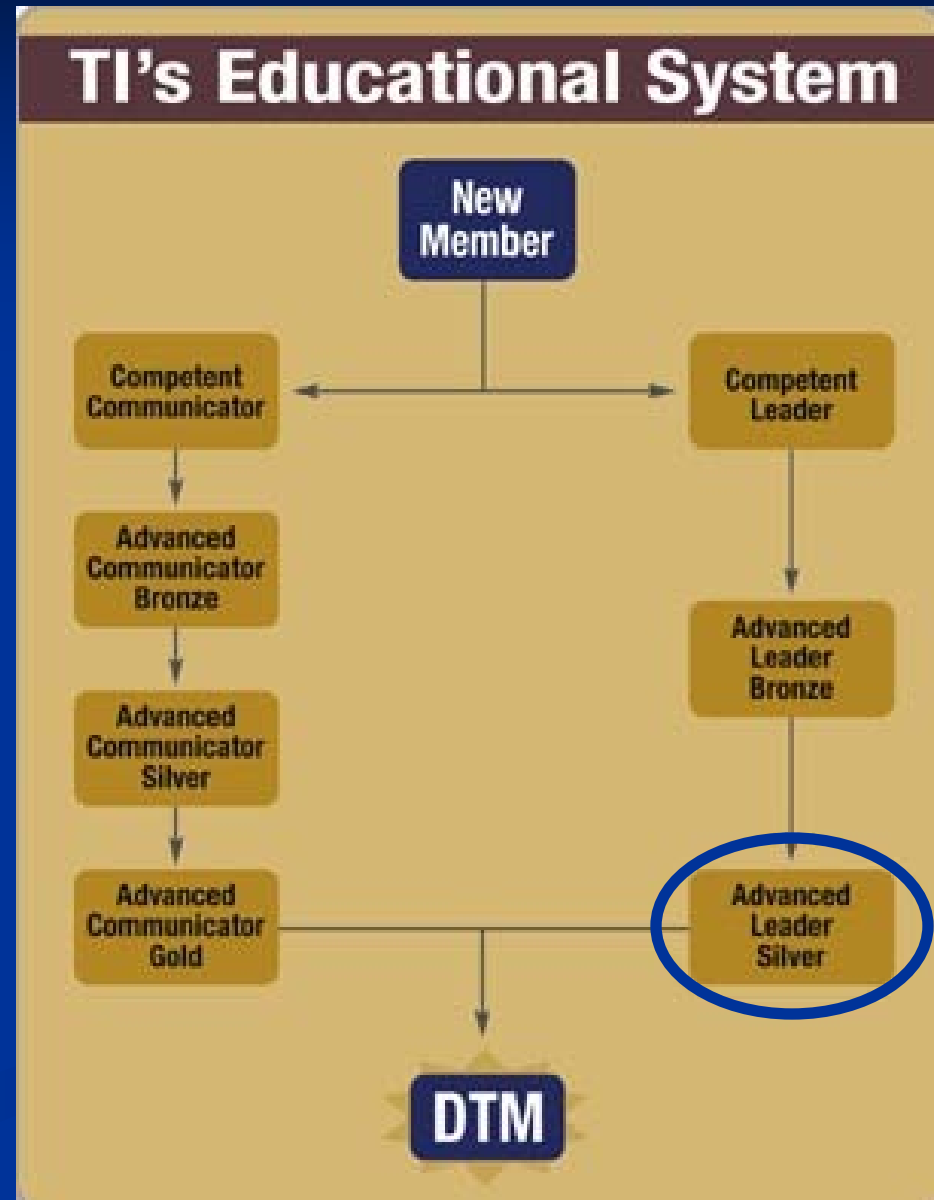 TI's Educational System
New
Member
Competent
Communicator
Competent
Leader
Advanced
Communicator
Bronze
Advanced
Leader
Bronze
Advanced
Communicator
Silver
Advanced
Communicator
Gold
Advanced
Leader
Silver
DTM